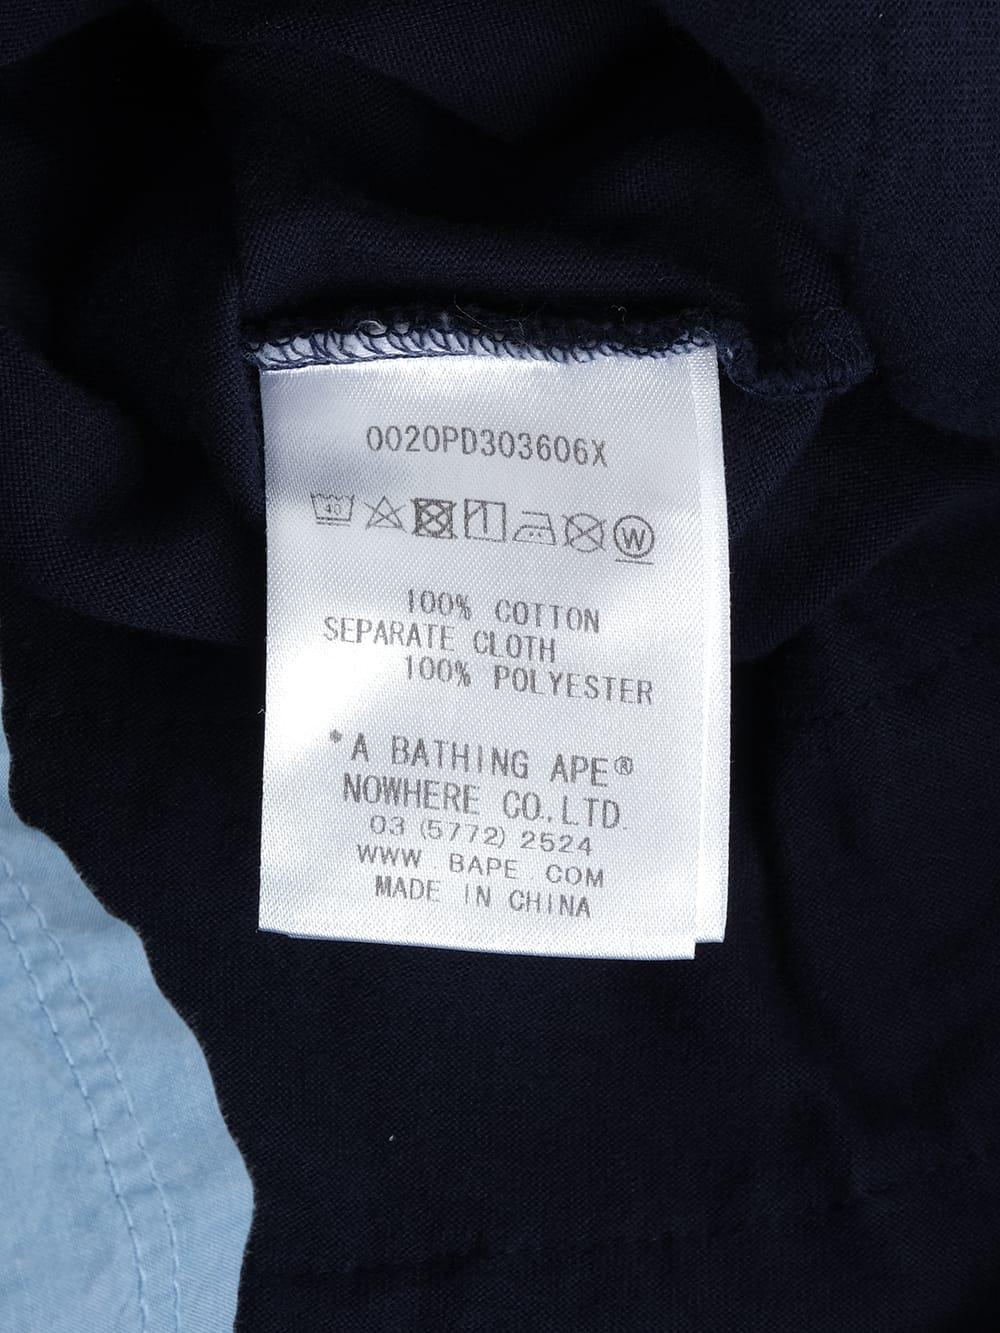 0020PD303606X
40
W
100% COTTON
SEPARATE CLOTH
100% POLYESTER
*A BATHING APE®
NOWHERE CO.,LTD.
03 (5772) 2524
WWW BAPE COM
MADE IN CHINA